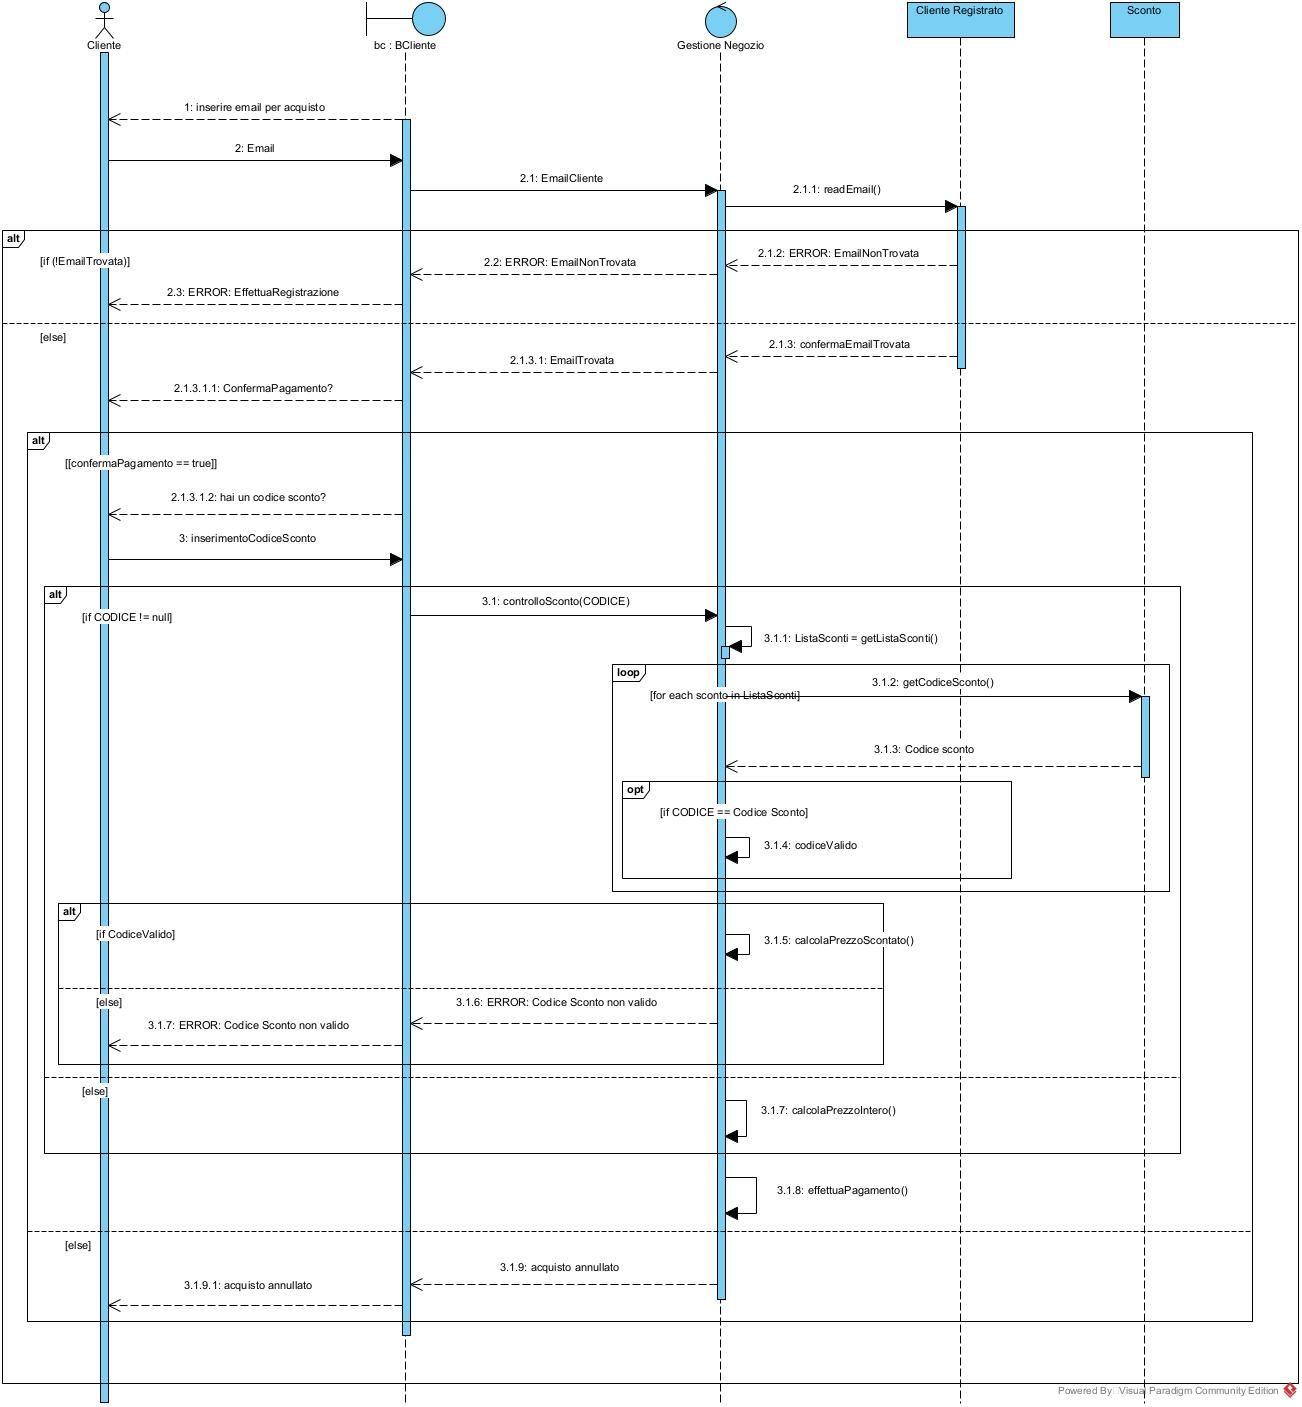 Cliente
bc : BCliente
Gestione Negozio
Cliente Registrato
Sconto
1: inserire email per acquisto
2: Email
2.1: EmailCliente
2.1.1: readEmail()
alt
[if (!EmailTrovata)]
2.1.2: ERROR: EmailNonTrovata
2.2: ERROR: EmailNonTrovata
2.3: ERROR: EffettuaRegistrazione
[else]
2.1.3: confermaEmailTrovata
2.1.3.1: EmailTrovata
2.1.3.1.1: ConfermaPagamento?
alt
[[confermaPagamento == true]]
2.1.3.1.2: hai un codice sconto?
3: inserimentoCodiceSconto
alt
[if CODICE != null]
3.1: controlloSconto(CODICE)
3.1.1: ListaSconti = getListaSconti()
loop
[for each sconto in ListaSconti]
3.1.2: getCodiceSconto()
3.1.3: Codice sconto
opt
[if CODICE == Codice Sconto]
3.1.4: codiceValido
alt
[if CodiceValido]
3.1.5: calcolaPrezzoScontato()
[else]
3.1.6: ERROR: Codice Sconto non valido
3.1.7: ERROR: Codice Sconto non valido
[else]
3.1.7: calcolaPrezzoIntero()
3.1.8: effettuaPagamento()
[else]
3.1.9: acquisto annullato
3.1.9.1: acquisto annullato
Powered By Visual Paradigm Community Edition